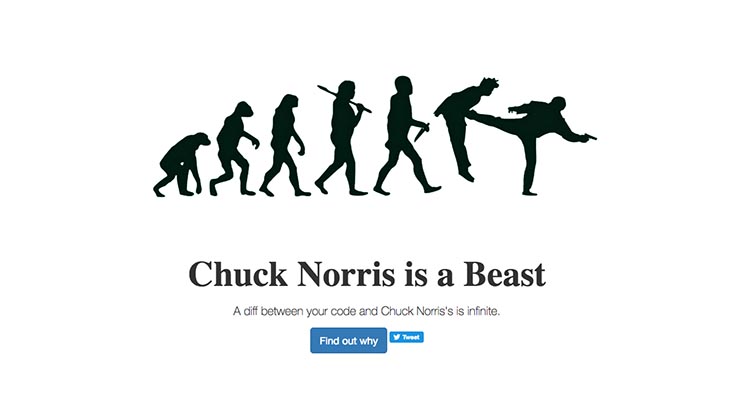 Chuck Norris is a Beast
A diff between your code and Chuck Norris's is infinite.
Find out why
Tweet